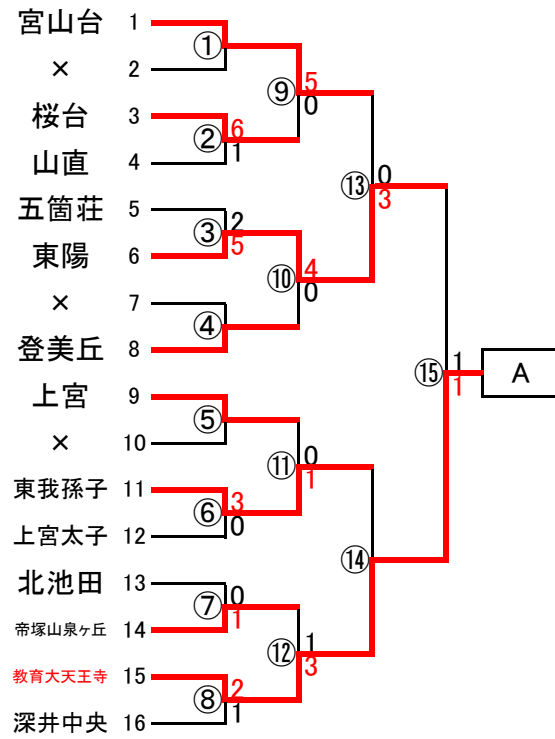 宮山台 1
× 2
桜台 3
山直 4
五箇荘 5
東陽 6
× 7
登美丘 8
上宮 9
× 10
東我孫子 11
上宮太子 12
北池田 13
帝塚山泉ヶ丘 14
教育大天王寺 15
深井中央 16
①
② 6 1
③ 2 5
④
⑤
⑥ 3 0
⑦ 0 1
⑧ 2 1
⑨ 5 0
⑩ 4 0
⑪ 0 1
⑫ 1 3
⑬ 0 3
⑭
⑮ 1 1
A